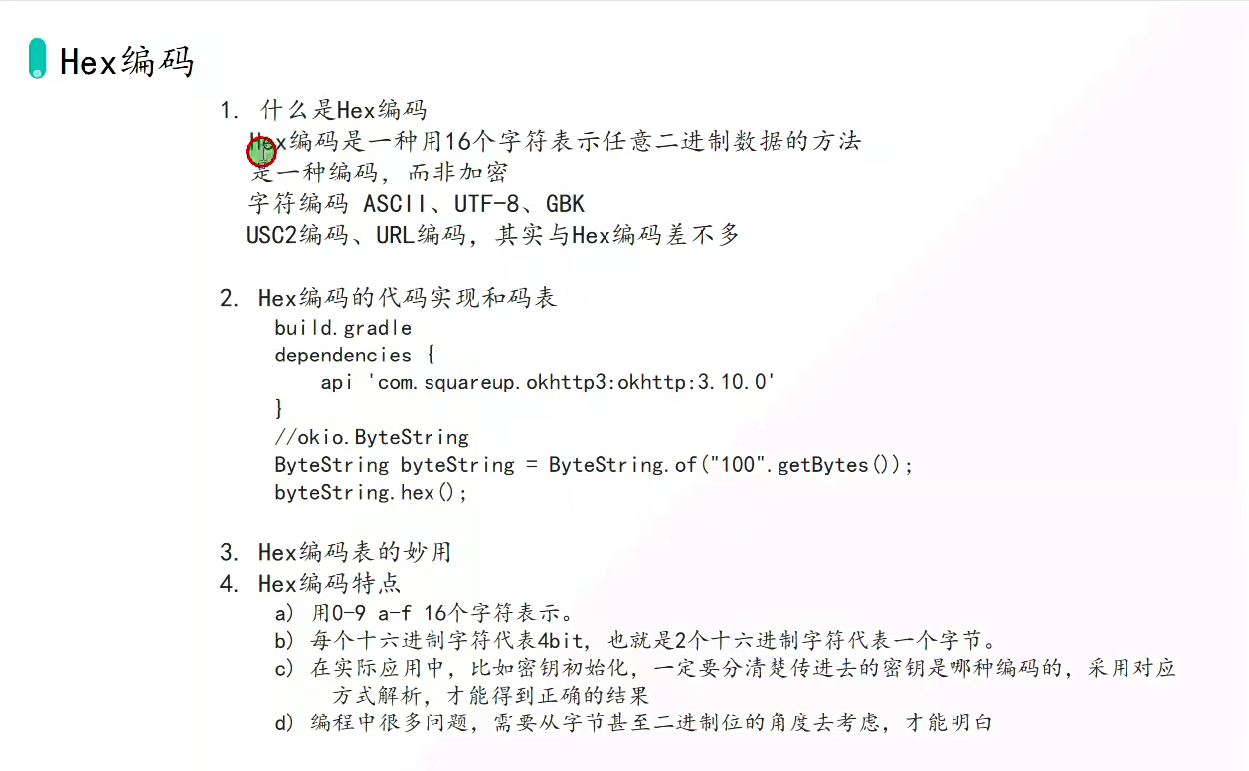 Hex编码
1. 什么是Hex编码
Hex编码是一种用16个字符表示任意二进制数据的方法
是一种编码，而非加密
字符编码 ASCII、UTF-8、GBK
USC2编码、URL编码，其实与Hex编码差不多
2. Hex编码的代码实现和码表
build.gradle
dependencies {
api 'com.squareup.okhttp3:okhttp:3.10.0'
}
//okio.ByteString
ByteString byteString = ByteString.of("100".getBytes());
byteString.hex();
3. Hex编码表的妙用
4. Hex编码特点
a) 用0-9 a-f 16个字符表示。
b) 每个十六进制字符代表4bit，也就是2个十六进制字符代表一个字节。
c) 在实际应用中，比如密钥初始化，一定要分清楚传进去的密钥是哪种编码的，采用对应
方式解析，才能得到正确的结果
d) 编程中很多问题，需要从字节甚至二进制位的角度去考虑，才能明白